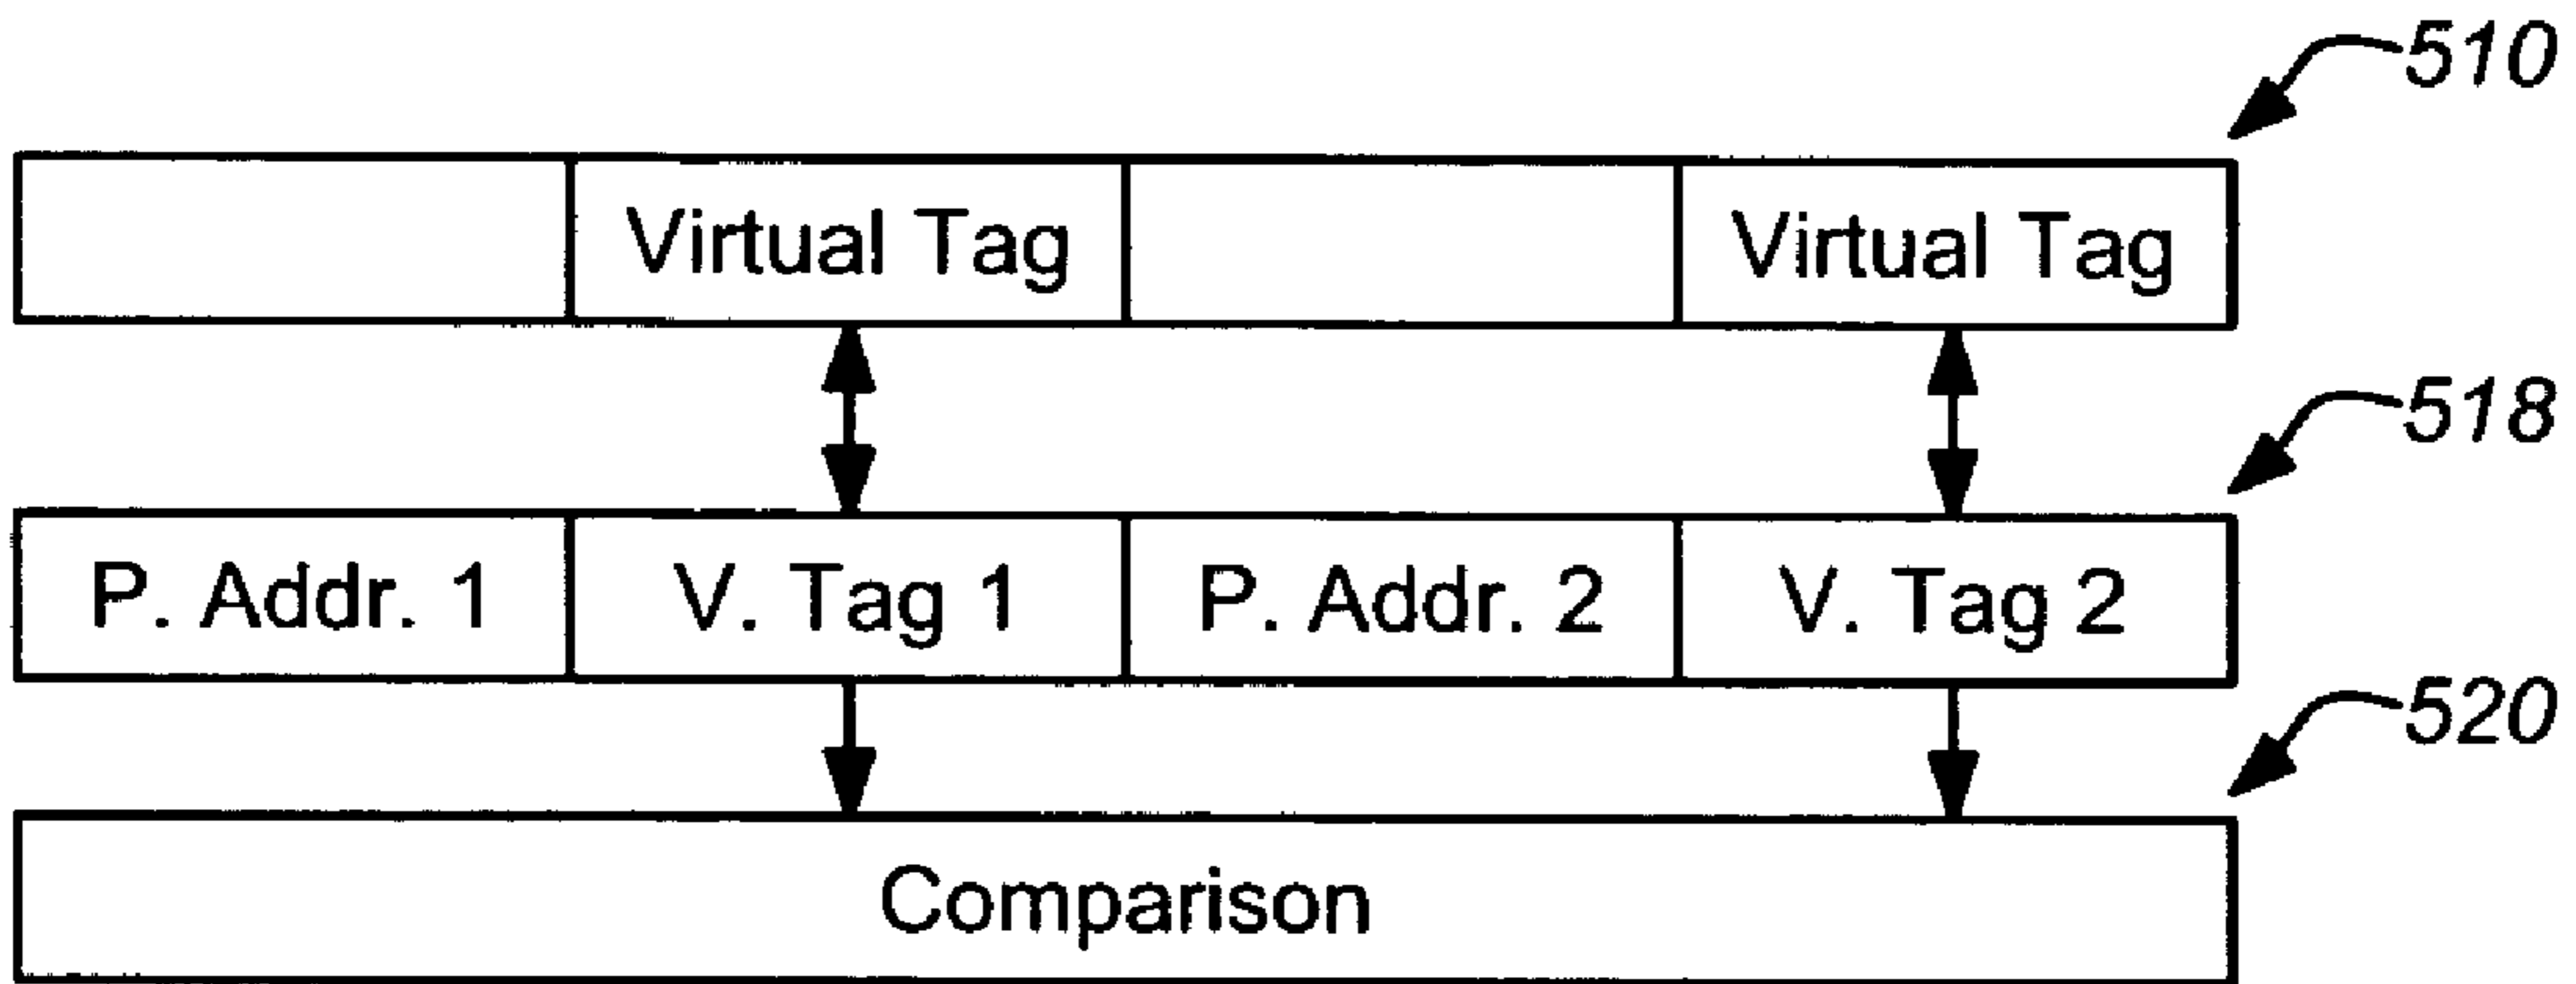 510
Virtual Tag Virtual Tag
518
P. Addr. 1 V. Tag 1 P. Addr. 2 V. Tag 2
520
Comparison